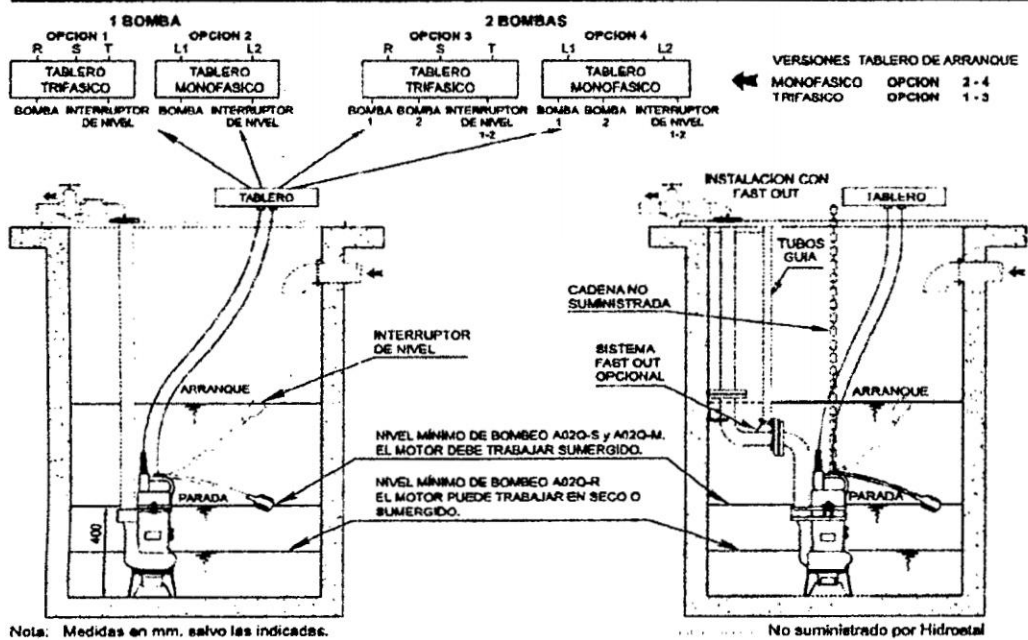 1 BOMBA
2 BOMBAS
OPCION 1
R S T
TABLERO
TRIFASICO
BOMBA INTERRUPTOR
DE NIVEL
OPCION 2
L1 L2
TABLERO
MONOFASICO
BOMBA INTERRUPTOR
DE NIVEL
OPCION 3
R S T
TABLERO
TRIFASICO
BOMBA BOMBA INTERRUPTOR
1 2 DE NIVEL
1-2
OPCION 4
L1 L2
TABLERO
MONOFASICO
BOMBA BOMBA INTERRUPTOR
1 2 DE NIVEL
1-2
VERSIONES TABLERO DE ARRANQUE
MONOFASICO OPCION 2 - 4
TRIFASICO OPCION 1 - 3
TABLERO
INTERRUPTOR
DE NIVEL
ARRANQUE
PARADA
400
NIVEL MÍNIMO DE BOMBEO A02Q-S y A02Q-M.
EL MOTOR DEBE TRABAJAR SUMERGIDO.
NIVEL MÍNIMO DE BOMBEO A02Q-R
EL MOTOR PUEDE TRABAJAR EN SECO O
SUMERGIDO.
INSTALACION CON
FAST OUT
TABLERO
TUBOS
GUIA
CADENA NO
SUMINISTRADA
SISTEMA
FAST OUT
OPCIONAL
ARRANQUE
PARADA
Nota: Medidas en mm. salvo las indicadas.
No suministrado por Hidrostal